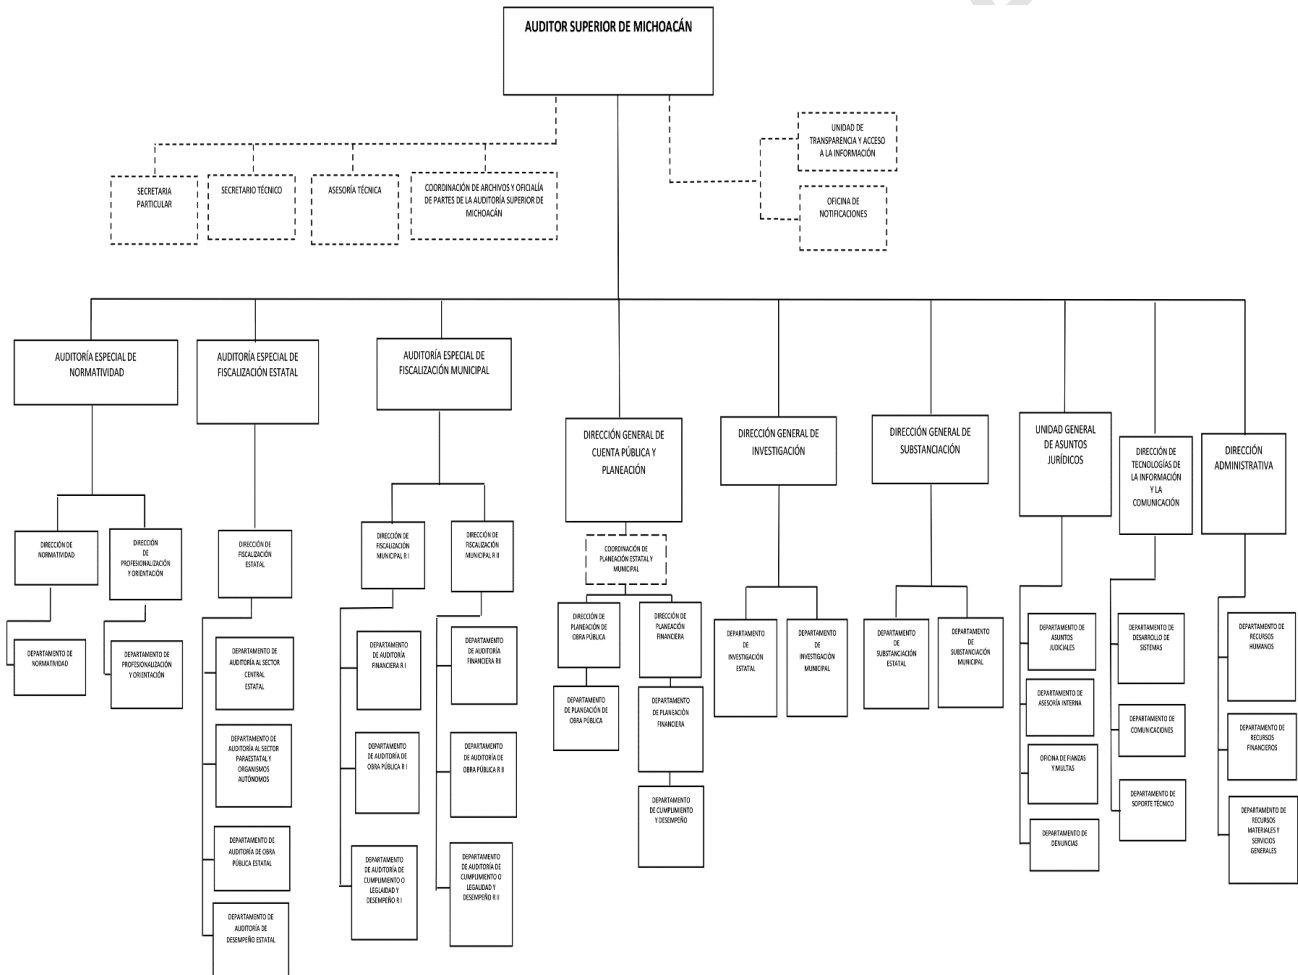 AUDITOR SUPERIOR DE MICHOACÁN
UNIDAD DE
TRANSPARENCIA Y ACCESO
A LA INFORMACIÓN
OFICINA DE
NOTIFICACIONES
SECRETARIA
PARTICULAR
SECRETARIO TÉCNICO
ASESORÍA TÉCNICA
COORDINACIÓN DE ARCHIVOS Y OFICIALÍA
DE PARTES DE LA AUDITORÍA SUPERIOR DE
MICHOACÁN
AUDITORÍA ESPECIAL DE
NORMATIVIDAD
AUDITORÍA ESPECIAL DE
FISCALIZACIÓN ESTATAL
AUDITORÍA ESPECIAL DE
FISCALIZACIÓN MUNICIPAL
DIRECCIÓN GENERAL DE
CUENTA PÚBLICA Y
PLANEACIÓN
DIRECCIÓN GENERAL DE
INVESTIGACIÓN
DIRECCIÓN GENERAL DE
SUBSTANCIACIÓN
UNIDAD GENERAL
DE ASUNTOS
JURÍDICOS
DIRECCIÓN DE
TECNOLOGÍAS DE
LA INFORMACIÓN
Y LA
COMUNICACIÓN
DIRECCIÓN
ADMINISTRATIVA
DIRECCIÓN DE
NORMATIVIDAD
DIRECCIÓN
DE
PROFESIONALIZACIÓN
Y ORIENTACIÓN
DIRECCIÓN DE
FISCALIZACIÓN
ESTATAL
DIRECCIÓN DE
FISCALIZACIÓN
MUNICIPAL R I
DIRECCIÓN DE
FISCALIZACIÓN
MUNICIPAL R II
COORDINACIÓN DE
PLANEACIÓN ESTATAL Y
MUNICIPAL
DIRECCIÓN DE
PLANEACIÓN DE
OBRA PÚBLICA
DIRECCIÓN DE
PLANEACIÓN
FINANCIERA
DEPARTAMENTO DE
NORMATIVIDAD
DEPARTAMENTO DE
PROFESIONALIZACIÓN
Y ORIENTACIÓN
DEPARTAMENTO DE
AUDITORÍA AL SECTOR
CENTRAL
ESTATAL
DEPARTAMENTO DE
AUDITORÍA AL SECTOR
PARAESTATAL Y
ORGANISMOS
AUTÓNOMOS
DEPARTAMENTO DE
AUDITORÍA DE OBRA
PÚBLICA ESTATAL
DEPARTAMENTO DE
AUDITORÍA DE
DESEMPEÑO ESTATAL
DEPARTAMENTO
DE AUDITORÍA
FINANCIERA R I
DEPARTAMENTO
DE AUDITORÍA DE
OBRA PÚBLICA R I
DEPARTAMENTO
DE AUDITORÍA DE
CUMPLIMIENTO O
LEGLAIDAD Y
DESEMPEÑO R I
DEPARTAMENTO
DE AUDITORÍA
FINANCIERA RII
DEPARTAMENTO
DE AUDITORÍA DE
OBRA PÚBLICA R II
DEPARTAMENTO
DE AUDITORÍA DE
CUMPLIMIENTO O
LEGALIDAD Y
DESEMPEÑO R II
DEPARTAMENTO
DE PLANEACIÓN DE
OBRA PÚBLICA
DEPARTAMENTO
DE PLANEACIÓN
FINANCIERA
DEPARTAMENTO
DE CUMPLIMIENTO
Y DESEMPEÑO
DEPARTAMENTO
DE
INVESTIGACIÓN
ESTATAL
DEPARTAMENTO
DE
INVESTIGACIÓN
MUNICIPAL
DEPARTAMENTO
DE
SUBSTANCIACIÓN
ESTATAL
DEPARTAMENTO
DE
SUBSTANCIACIÓN
MUNICIPAL
DEPARTAMENTO DE
ASUNTOS
JUDICIALES
DEPARTAMENTO DE
ASESORÍA INTERNA
OFICINA DE FIANZAS
Y MULTAS
DEPARTAMENTO DE
DENUNCIAS
DEPARTAMENTO DE
DESARROLLO DE
SISTEMAS
DEPARTAMENTO DE
COMUNICACIONES
DEPARTAMENTO DE
SOPORTE TÉCNICO
DEPARTAMENTO DE
RECURSOS
HUMANOS
DEPARTAMENTO DE
RECURSOS
FINANCIEROS
DEPARTAMENTO DE
RECURSOS
MATERIALES Y
SERVICIOS
GENERALES